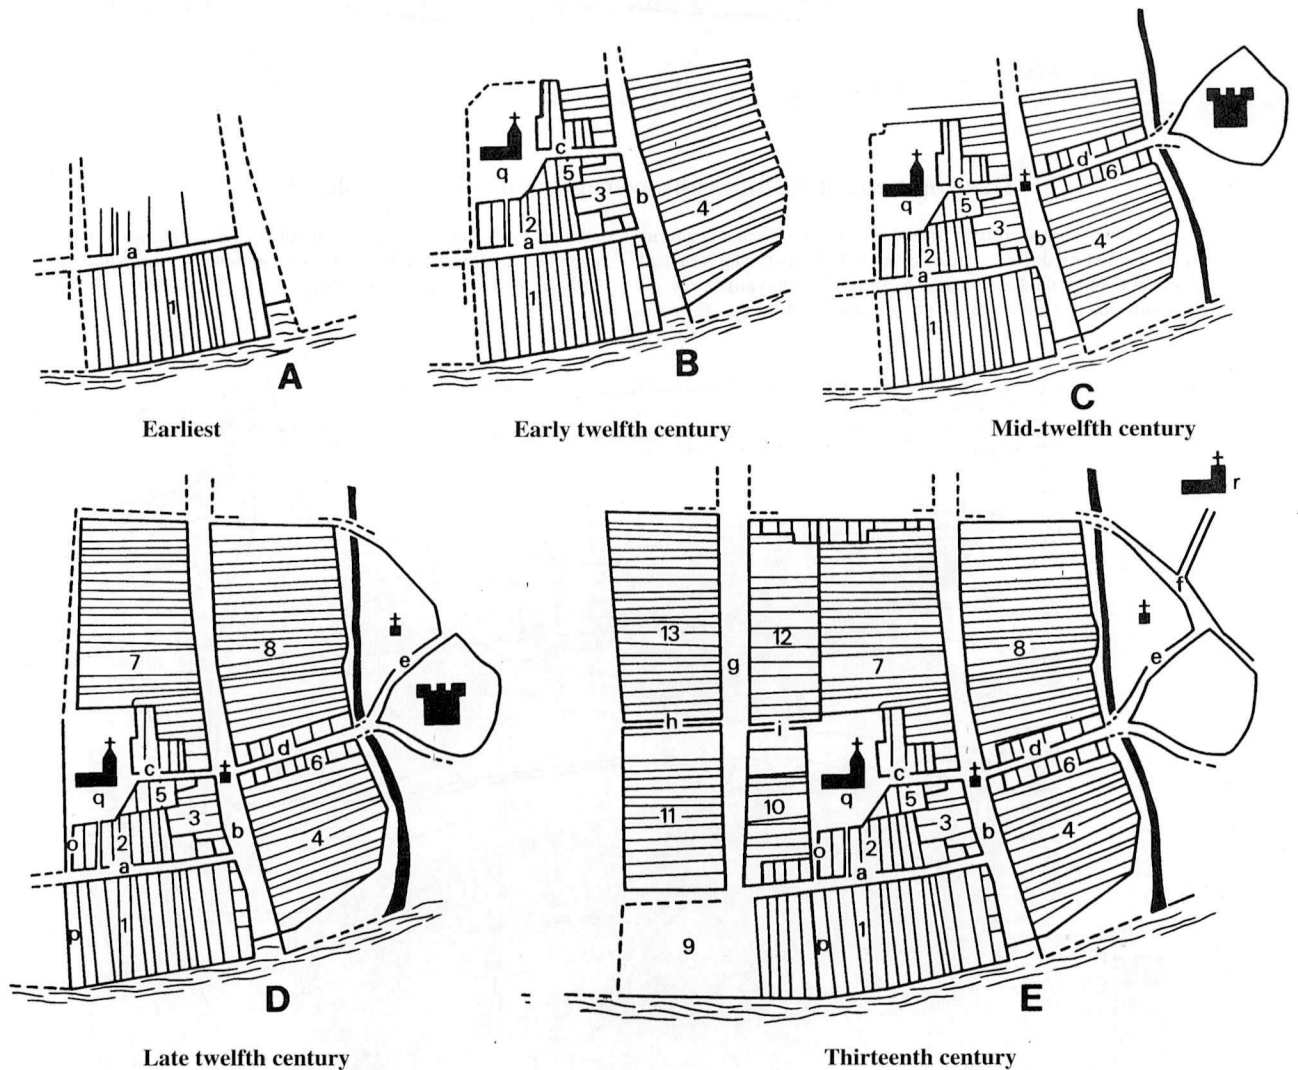 a
1
A
Earliest
c
q
5
3
b
2
4
a
1
B
Early twelfth century
d
c
6
q
5
3
b
4
2
a
1
C
Mid-twelfth century
7
8
e
d
c
6
q
5
3
b
4
o
2
a
p
1
D
Late twelfth century
r
f
13
12
8
g
7
e
h
i
d
c
6
q
5
11
10
3
b
4
o
2
a
9
p
1
E
Thirteenth century